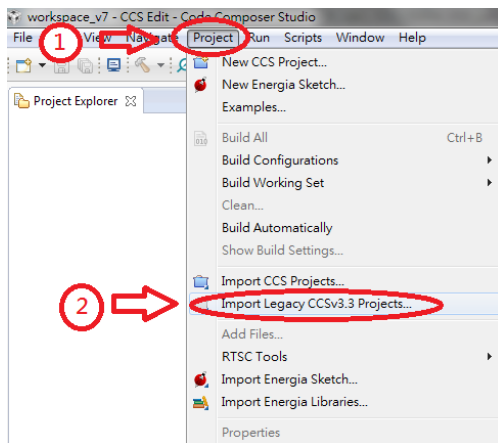 workspace_v7 - CCS Edit - Code Composer Studio
File View Navigate Project Run Scripts Window Help
1
Project Explorer
New CCS Project...
New Energia Sketch...
Examples...
010 Build All Ctrl+B
Build Configurations
Build Working Set
Clean...
Build Automatically
Show Build Settings...
Import CCS Projects...
2 Import Legacy CCSv3.3 Projects...
Add Files...
RTSC Tools
Import Energia Sketch...
Import Energia Libraries...
Properties